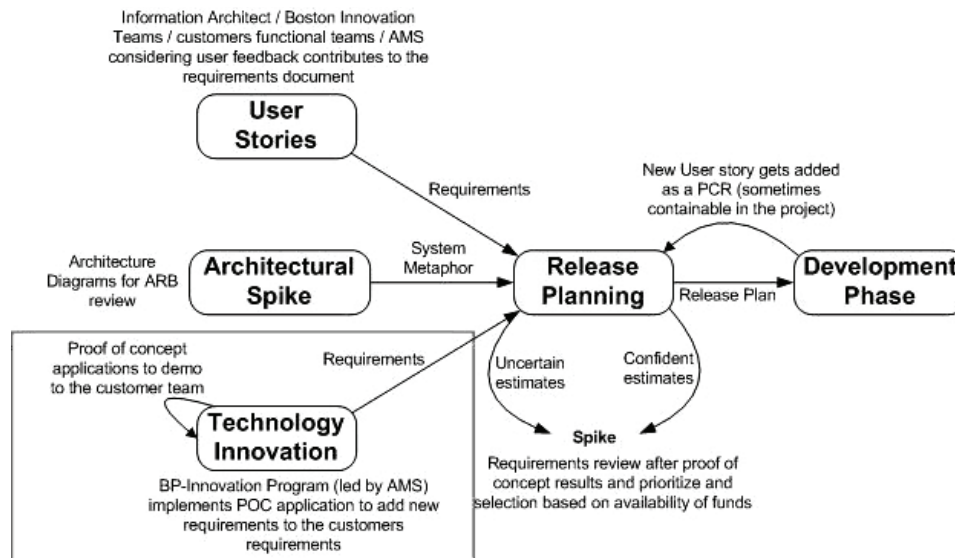 Information Architect / Boston Innovation
Teams / customers functional teams / AMS
considering user feedback contributes to the
requirements document
User
Stories
Requirements
New User story gets added
as a PCR (sometimes
containable in the project)
Architecture
Diagrams for ARB
review
Architectural
Spike
System
Metaphor
Release
Planning
Release Plan
Development
Phase
Proof of concept
applications to demo
to the customer team
Requirements
Uncertain
estimates
Confident
estimates
Technology
Innovation
Spike
Requirements review after proof of
concept results and prioritize and
selection based on availability of funds
BP-Innovation Program (led by AMS)
implements POC application to add new
requirements to the customers
requirements